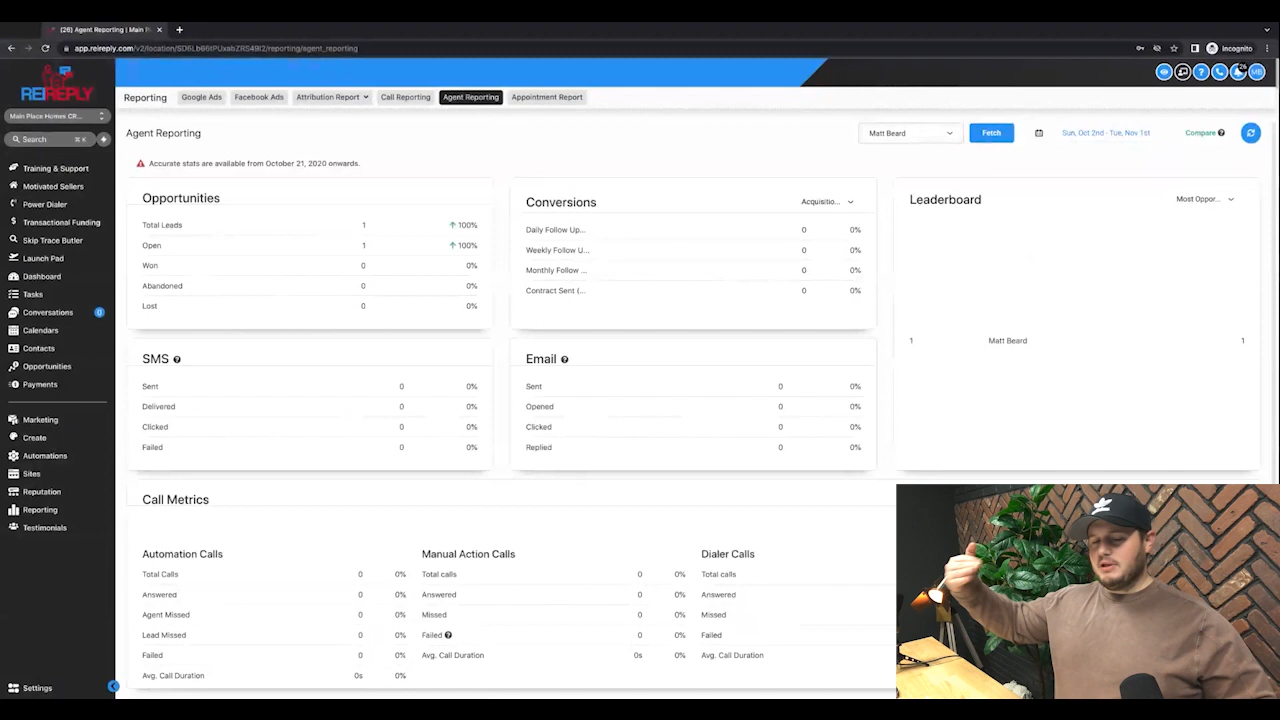 (26) Agent Reporting | Main P
app.reireply.com/v2/location/SD5Lb66tPUxabZRS49I2/reporting/agent_reporting
Incognito
REIREPLY
Main Place Homes CR...
Search ⌘ K
Training & Support
Motivated Sellers
Power Dialer
Transactional Funding
Skip Trace Butler
Launch Pad
Dashboard
Tasks
Conversations 0
Calendars
Contacts
Opportunities
Payments
Marketing
Create
Automations
Sites
Reputation
Reporting
Testimonials
Settings
26 MB
Reporting Google Ads Facebook Ads Attribution Report Call Reporting Agent Reporting Appointment Report
Agent Reporting
Matt Beard Fetch Sun, Oct 2nd - Tue, Nov 1st Compare
Accurate stats are available from October 21, 2020 onwards.
Opportunities
Total Leads 1 100%
Open 1 100%
Won 0 0%
Abandoned 0 0%
Lost 0 0%
Conversions Acquisitio...
Daily Follow Up... 0 0%
Weekly Follow U... 0 0%
Monthly Follow ... 0 0%
Contract Sent (... 0 0%
Leaderboard Most Oppor...
1 Matt Beard 1
SMS
Sent 0 0%
Delivered 0 0%
Clicked 0 0%
Failed 0 0%
Email
Sent 0 0%
Opened 0 0%
Clicked 0 0%
Replied 0 0%
Call Metrics
Automation Calls
Total Calls 0 0%
Answered 0 0%
Agent Missed 0 0%
Lead Missed 0 0%
Failed 0 0%
Avg. Call Duration 0s 0%
Manual Action Calls
Total calls 0 0%
Answered 0 0%
Missed 0 0%
Failed 0 0%
Avg. Call Duration 0s 0%
Dialer Calls
Total calls
Answered
Missed
Failed
Avg. Call Duration